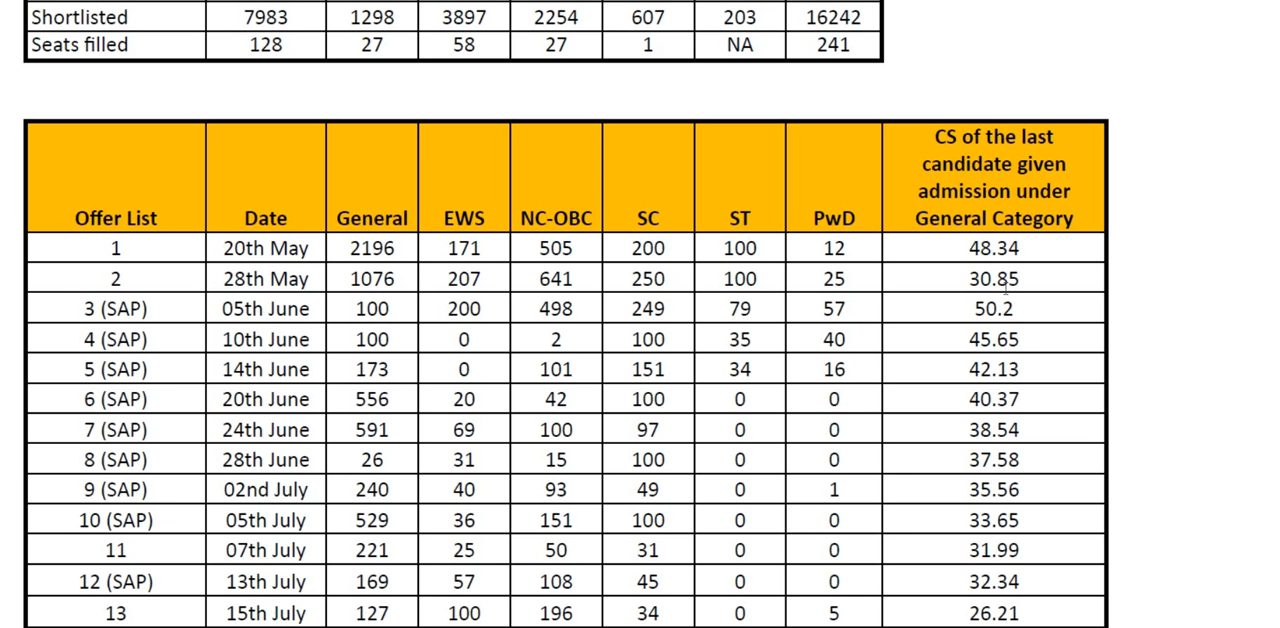 Shortlisted 7983 1298 3897 2254 607 203 16242
Seats filled 128 27 58 27 1 NA 241
CS of the last
candidate given
admission under
Offer List Date General EWS NC-OBC SC ST PwD General Category
1 20th May 2196 171 505 200 100 12 48.34
2 28th May 1076 207 641 250 100 25 30.85
3 (SAP) 05th June 100 200 498 249 79 57 50.2
4 (SAP) 10th June 100 0 2 100 35 40 45.65
5 (SAP) 14th June 173 0 101 151 34 16 42.13
6 (SAP) 20th June 556 20 42 100 0 0 40.37
7 (SAP) 24th June 591 69 100 97 0 0 38.54
8 (SAP) 28th June 26 31 15 100 0 0 37.58
9 (SAP) 02nd July 240 40 93 49 0 1 35.56
10 (SAP) 05th July 529 36 151 100 0 0 33.65
11 07th July 221 25 50 31 0 0 31.99
12 (SAP) 13th July 169 57 108 45 0 0 32.34
13 15th July 127 100 196 34 0 5 26.21